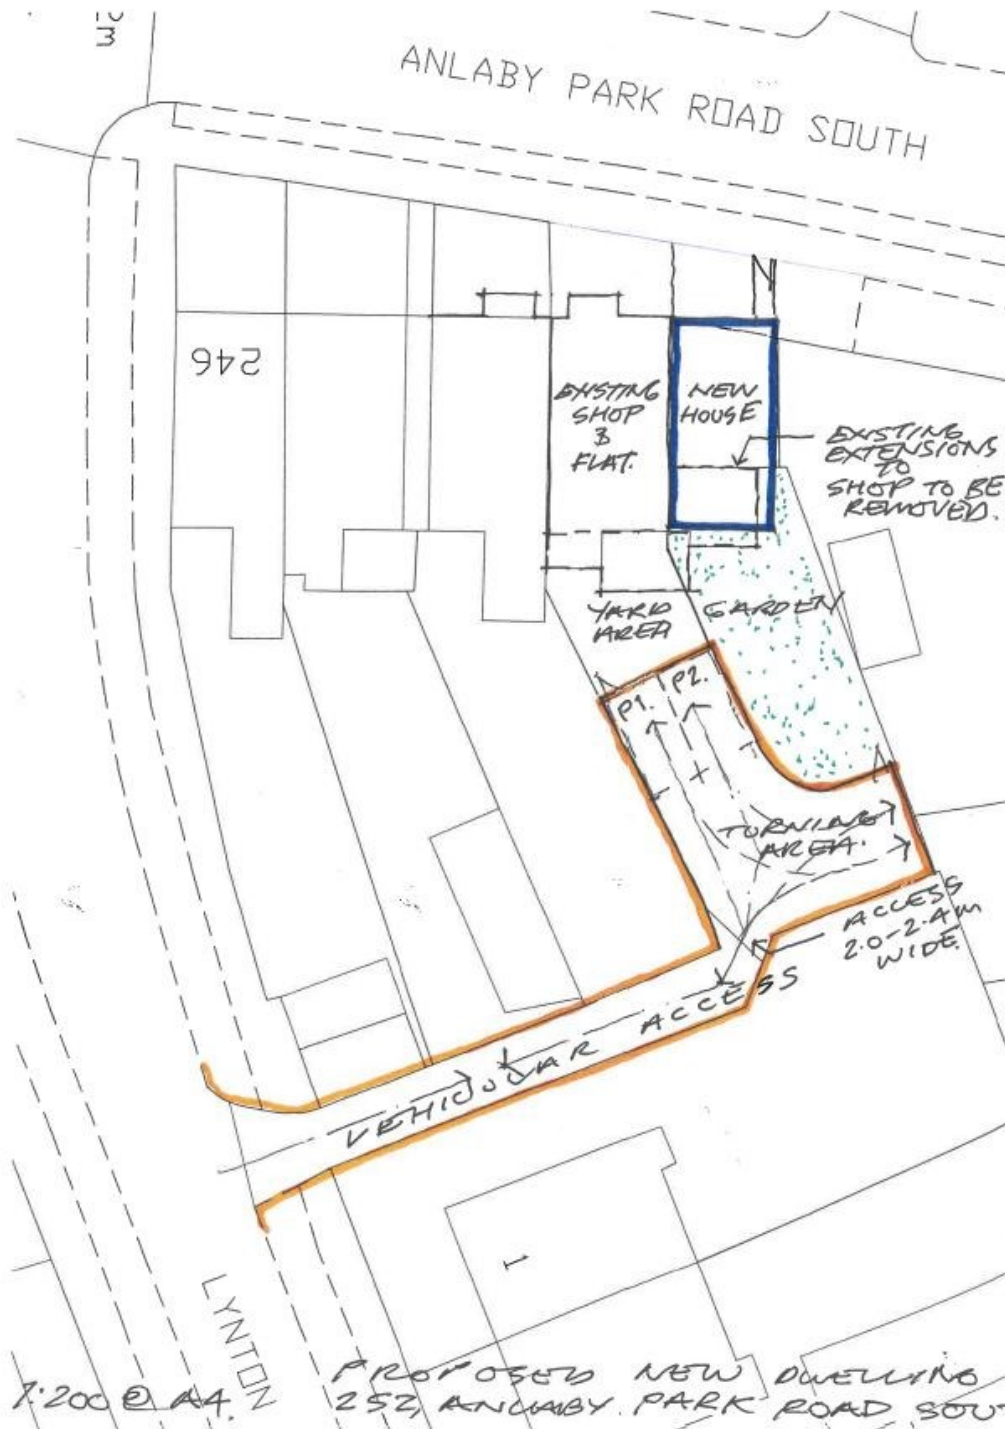 ANLABY PARK ROAD SOUTH
246
EXISTING
SHOP
&
FLAT.
NEW
HOUSE
EXISTING
EXTENSIONS
TO
SHOP TO BE
REMOVED.
YARD
AREA
GARDEN
P1.
P2.
TURNING
AREA.
ACCESS
2.0-2.4m
WIDE.
VEHICULAR ACCESS
1
LYNTON
1:200 @ A4.
PROPOSED NEW DWELLING
252, ANLABY PARK ROAD SOUT